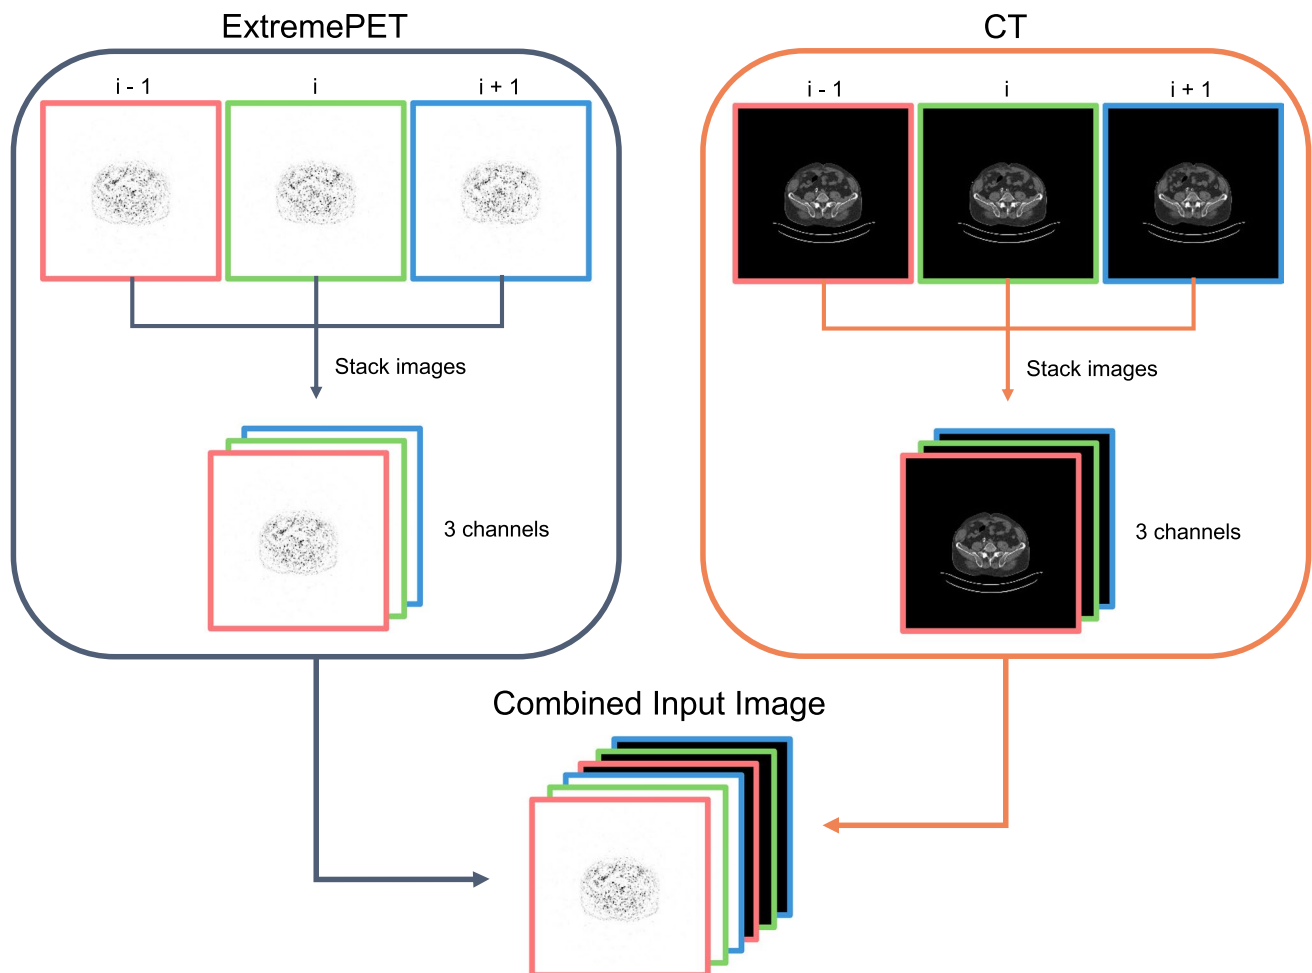 ExtremePET
CT
i - 1
i
i + 1
i - 1
i
i + 1
Stack images
Stack images
3 channels
3 channels
Combined Input Image